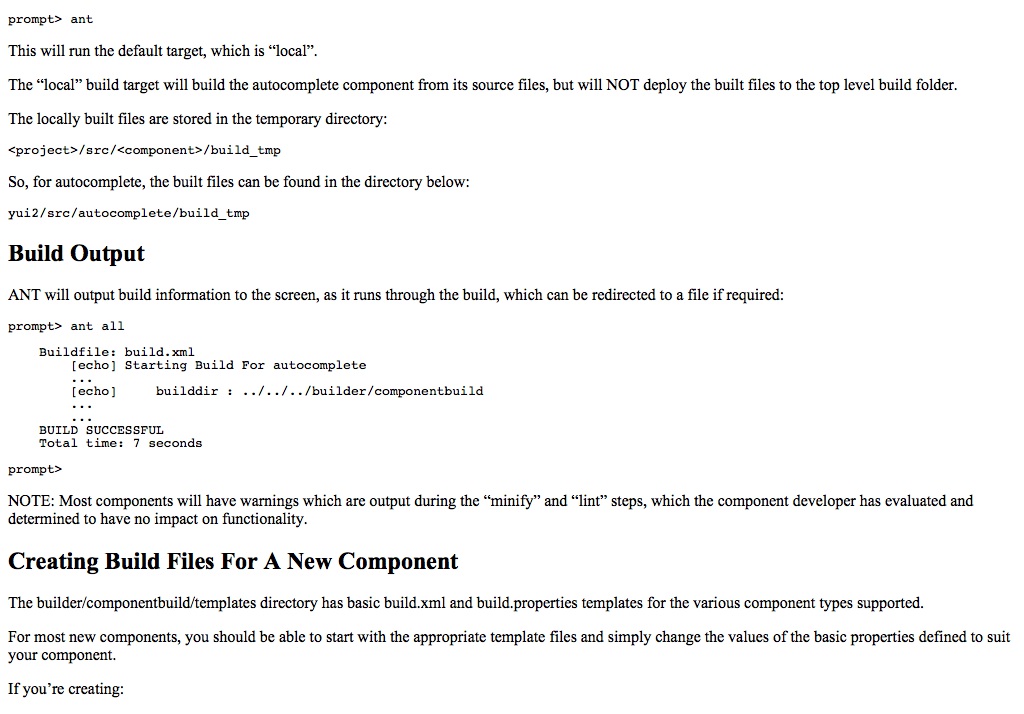 prompt> ant
This will run the default target, which is “local”.
The “local” build target will build the autocomplete component from its source files, but will NOT deploy the built files to the top level build folder.
The locally built files are stored in the temporary directory:
<project>/src/<component>/build_tmp
So, for autocomplete, the built files can be found in the directory below:
yui2/src/autocomplete/build_tmp
Build Output
ANT will output build information to the screen, as it runs through the build, which can be redirected to a file if required:
prompt> ant all
Buildfile: build.xml
[echo] Starting Build For autocomplete
...
[echo]     builddir : ../../../builder/componentbuild
...
...
BUILD SUCCESSFUL
Total time: 7 seconds
prompt>
NOTE: Most components will have warnings which are output during the “minify” and “lint” steps, which the component developer has evaluated and
determined to have no impact on functionality.
Creating Build Files For A New Component
The builder/componentbuild/templates directory has basic build.xml and build.properties templates for the various component types supported.
For most new components, you should be able to start with the appropriate template files and simply change the values of the basic properties defined to suit
your component.
If you’re creating: